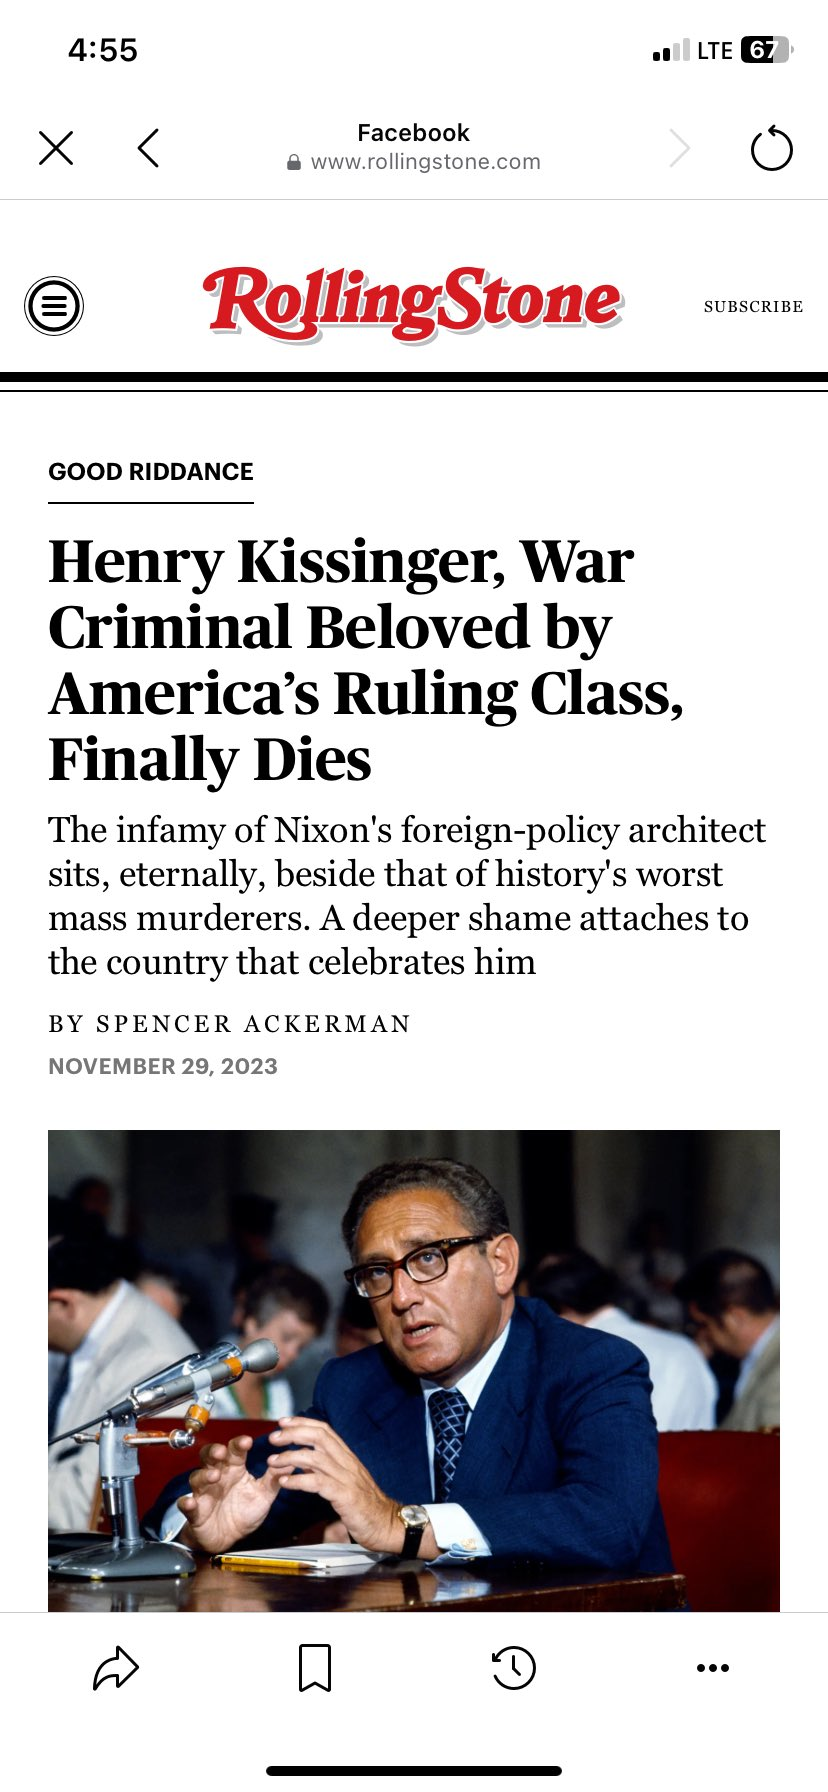 4:55
LTE 67
Facebook
www.rollingstone.com
RollingStone
SUBSCRIBE
GOOD RIDDANCE
Henry Kissinger, War
Criminal Beloved by
America’s Ruling Class,
Finally Dies
The infamy of Nixon's foreign-policy architect
sits, eternally, beside that of history's worst
mass murderers. A deeper shame attaches to
the country that celebrates him
BY SPENCER ACKERMAN
NOVEMBER 29, 2023